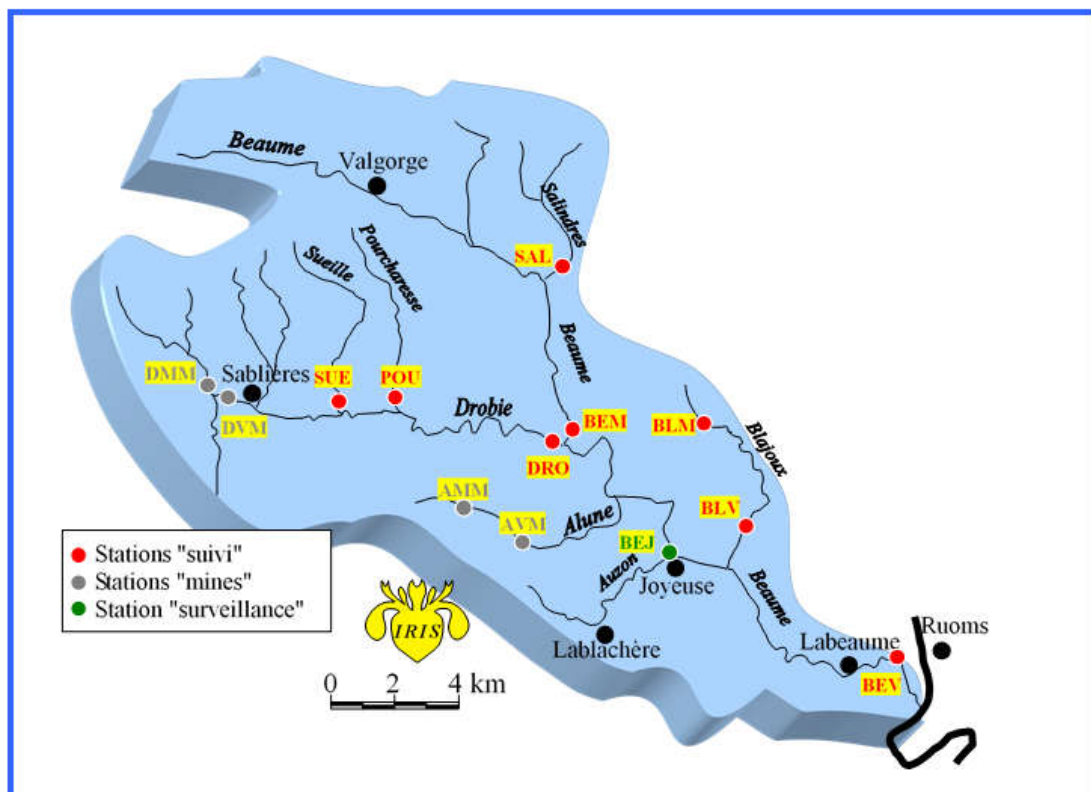 Beaume
Valgorge
Salindres
SAL
Sueille
Pourcharesse
Beaume
DMM
Sablières
SUE
POU
DVM
Drobie
BEM
BLM
Blajoux
DRO
AMM
AVM
Alune
BLV
BEJ
Auzon
Joyeuse
Beaume
Stations "suivi"
Stations "mines"
Station "surveillance"
IRIS
Lablachère
Labeaume
Ruoms
BEV
0 2 4 km